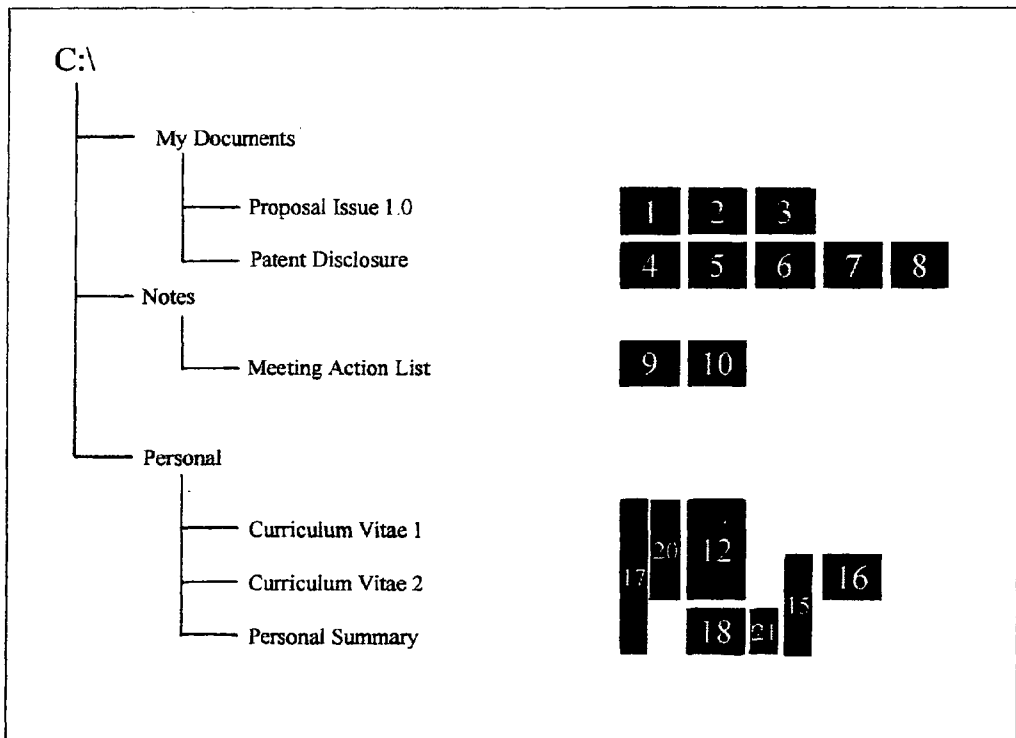 C:\
My Documents
Proposal Issue 1.0
1 2 3
Patent Disclosure
4 5 6 7 8
Notes
Meeting Action List
9 10
Personal
Curriculum Vitae 1
17 20 12
Curriculum Vitae 2
15 16
Personal Summary
18 21